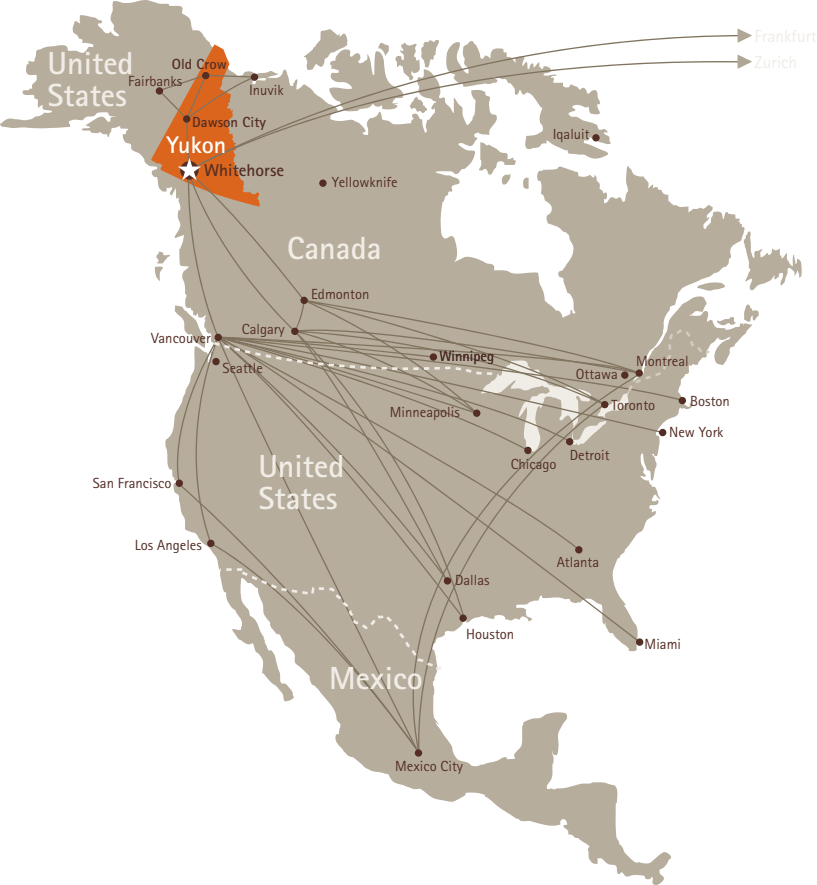 Frankfurt
Zurich
United
States
Old Crow
Fairbanks
Inuvik
Dawson City
Iqaluit
Yukon
Whitehorse
Yellowknife
Canada
Edmonton
Calgary
Vancouver
Winnipeg
Montreal
Seattle
Ottawa
Boston
Toronto
Minneapolis
New York
Detroit
Chicago
United
States
San Francisco
Los Angeles
Atlanta
Dallas
Houston
Miami
Mexico
Mexico City